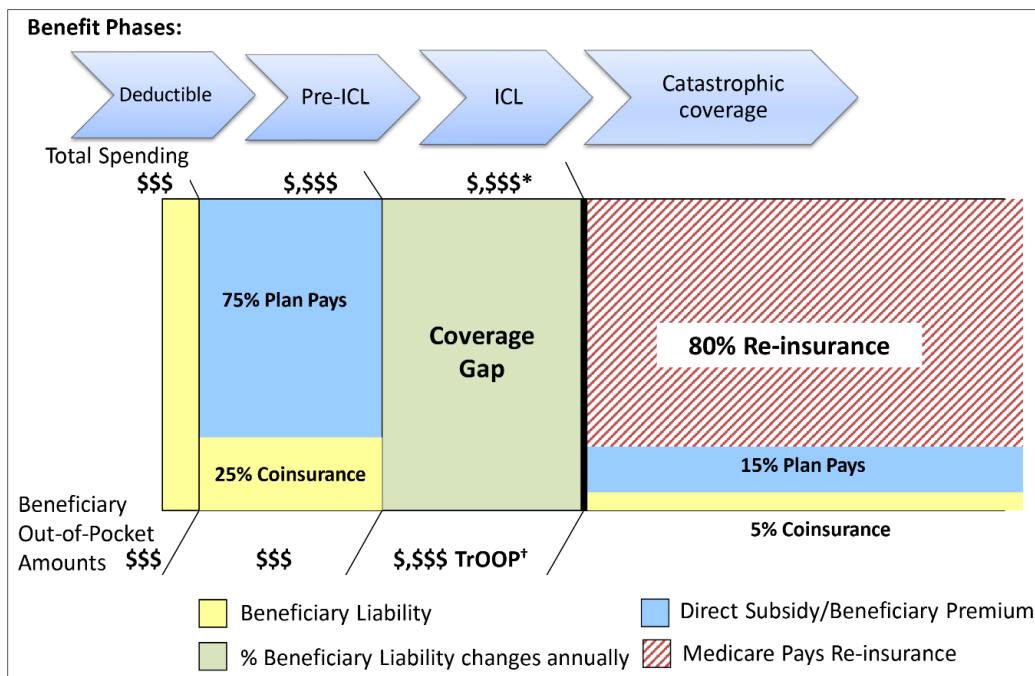 Benefit Phases:
Deductible
Pre-ICL
ICL
Catastrophic
coverage
Total Spending
$$$
$,$$$
$,$$$*
75% Plan Pays
25% Coinsurance
Coverage
Gap
80% Re-insurance
15% Plan Pays
5% Coinsurance
Beneficiary
Out-of-Pocket
Amounts
$$$
$$$
$,$$$ TrOOP†
Beneficiary Liability
Direct Subsidy/Beneficiary Premium
% Beneficiary Liability changes annually
Medicare Pays Re-insurance